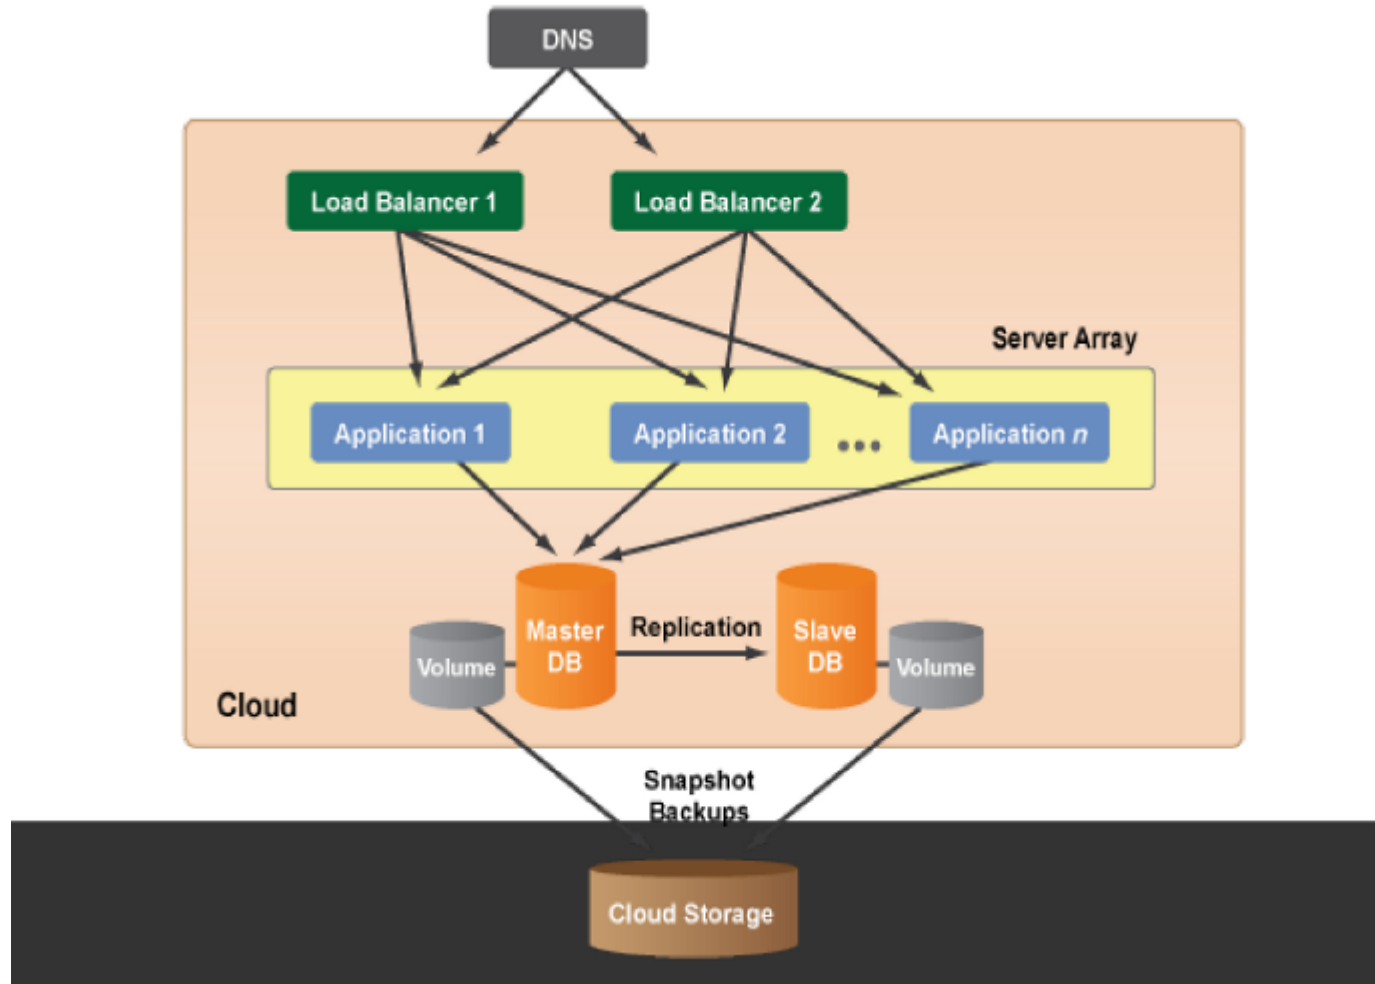 DNS
Load Balancer 1
Load Balancer 2
Server Array
Application 1
Application 2
...
Application n
Master
DB
Replication
Slave
DB
Volume
Volume
Cloud
Snapshot
Backups
Cloud Storage